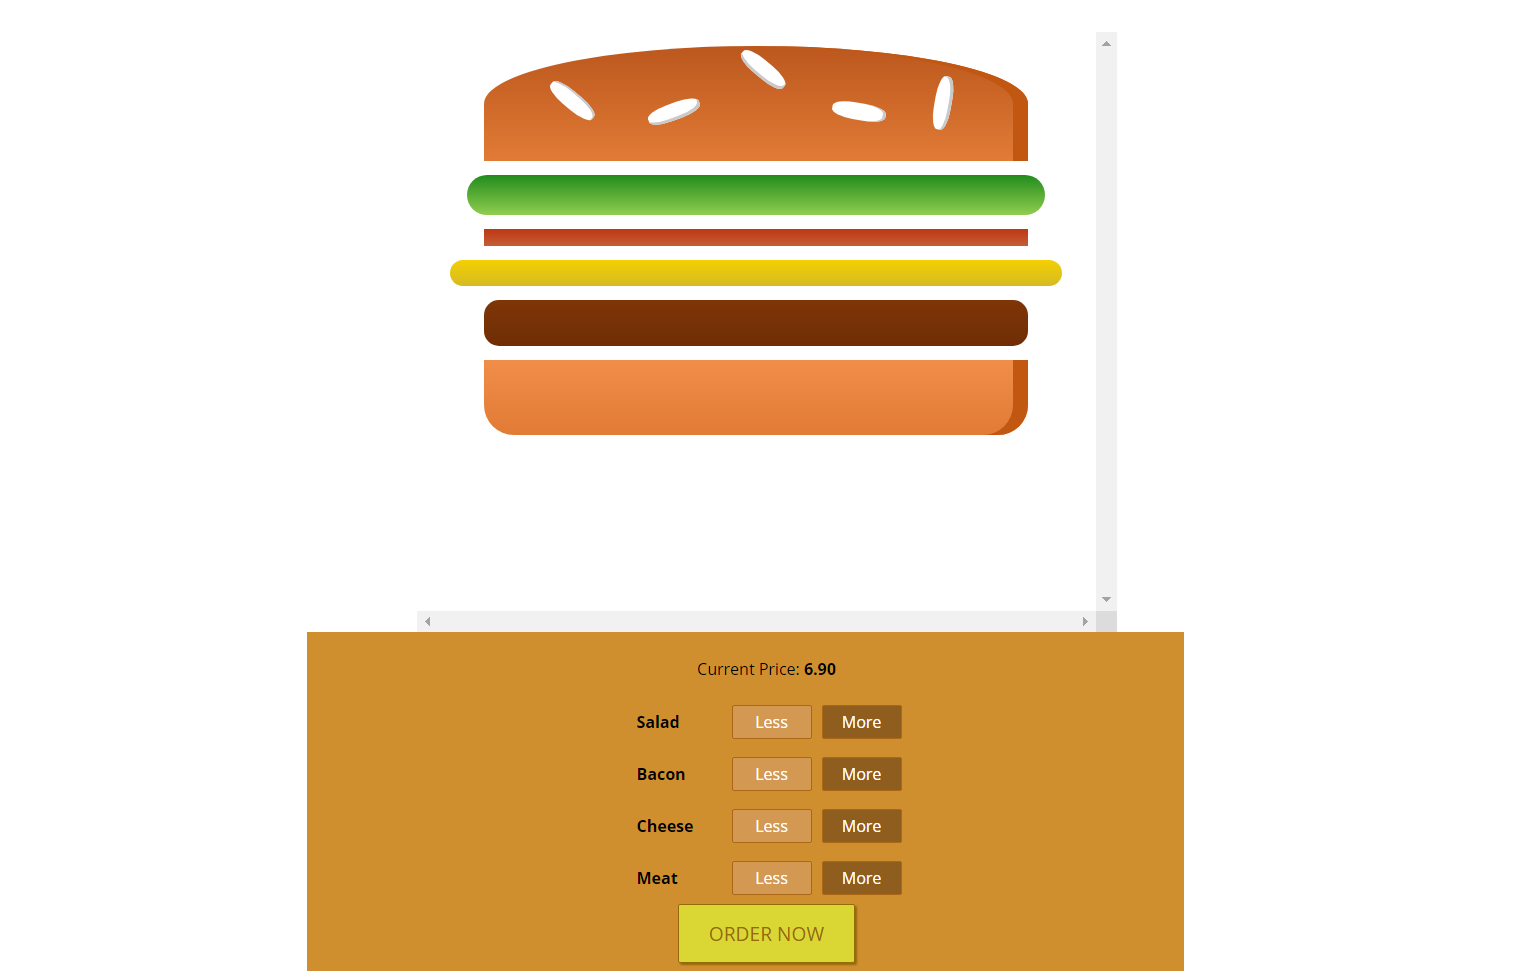 Current Price: 6.90
Salad Less More
Bacon Less More
Cheese Less More
Meat Less More
ORDER NOW